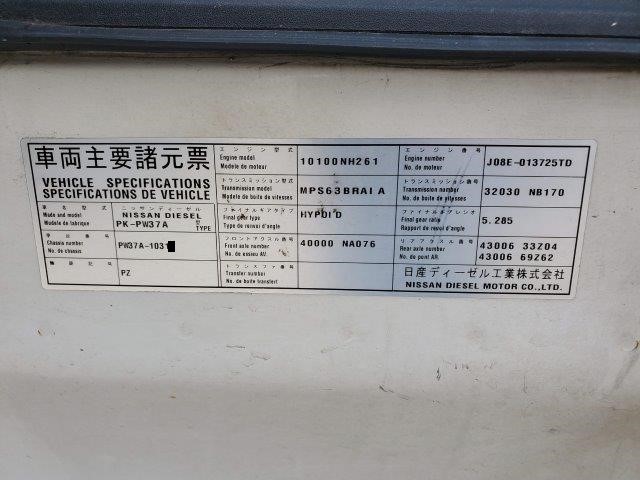 車両主要諸元票
VEHICLE SPECIFICATIONS
SPECIFICATIONS DE VEHICLE
車名型式
Made and model
Modele de fabrique
ニッサンディーゼル
NISSAN DIESEL
PK-PW37A TYPE
車台番号
Chassis number
No. de chassis
PW37A-1031
PZ
エンジン型式
Engine model
Modele de moteur
10100NH261
トランスミッション型式
Transmission model
Modele de boite de vitesses
MPS63BRAI A
ファイナルギアタイプ
Final gear type
Type de renvoi d'angle
HYPOID
フロントアクスル番号
Front axle number
No. de essieu AV.
40000 NA076
トランスファ番号
Transfer number
No. de boite transfert
エンジン番号
Engine number
No. de moteur
J08E-013725TD
トランスミッション番号
Transmission number
No. de boite de vitesses
32030 NB170
ファイナルギアレシオ
Final gear ratio
Rapport de renvoi d'angle
5.285
リアアクスル番号
Rear axle number
No. de pont AR.
43006 33Z04
43006 69Z62
日産ディーゼル工業株式会社
NISSAN DIESEL MOTOR CO.,LTD.